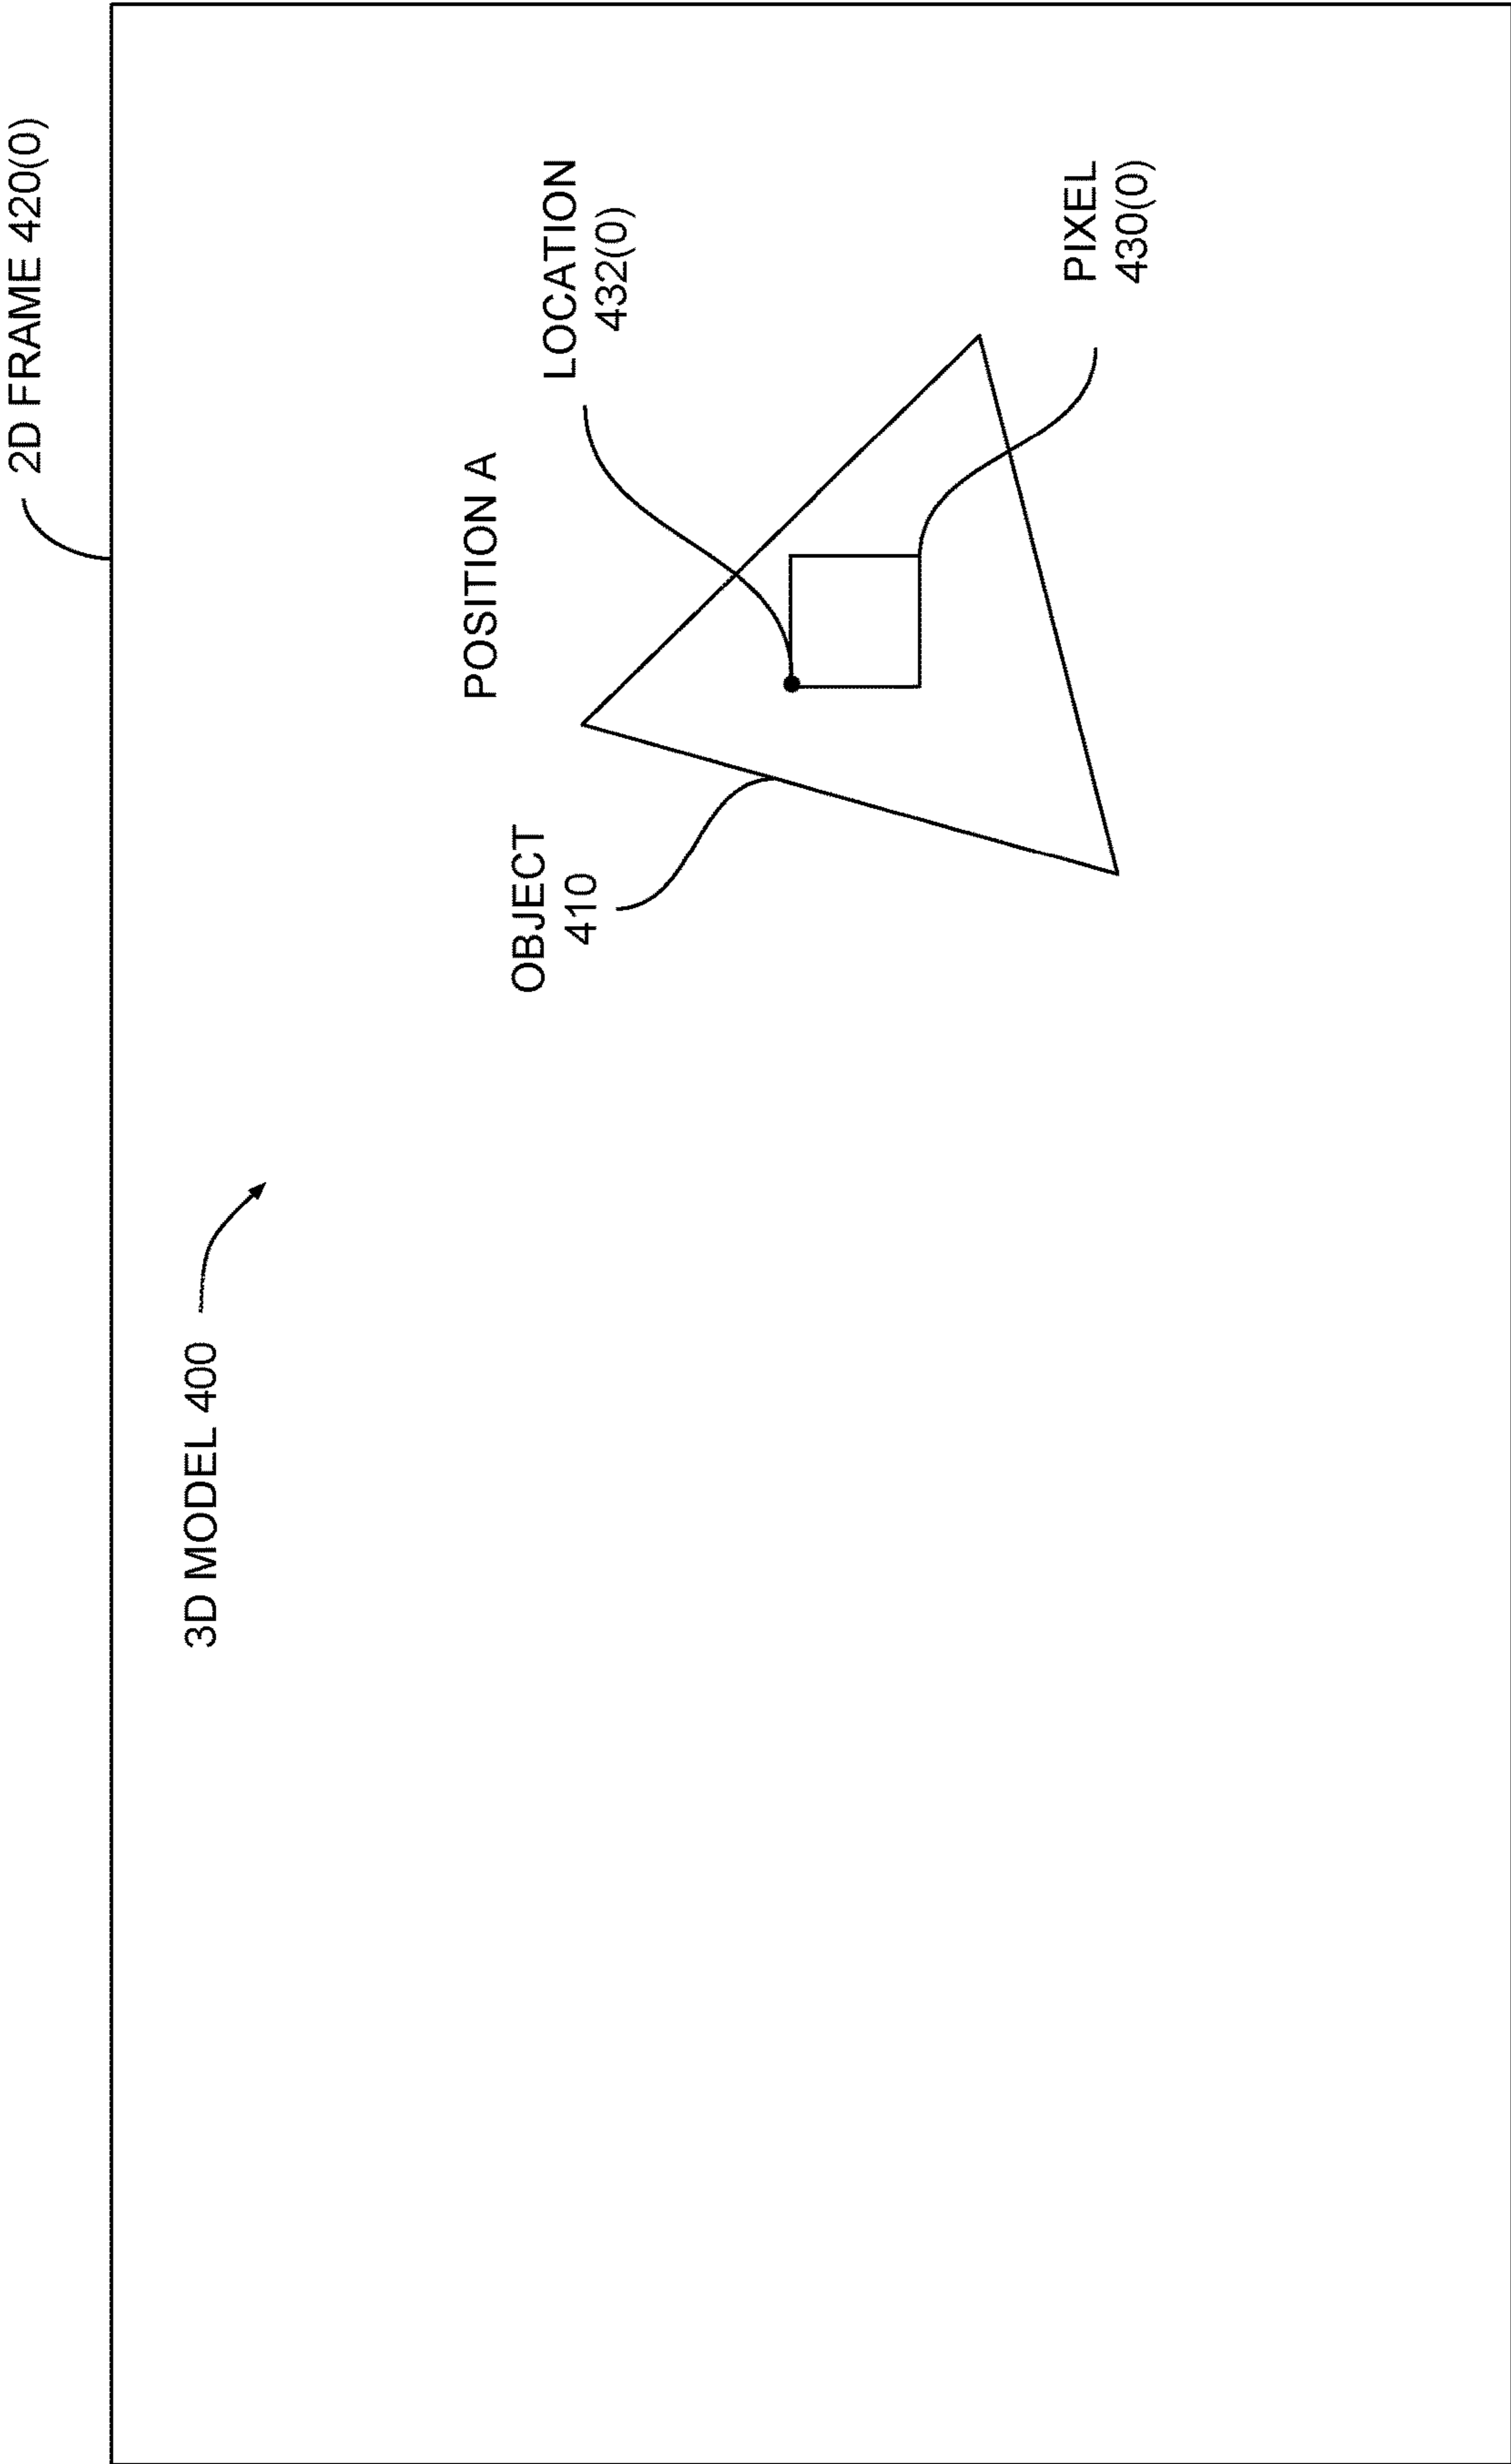 2D FRAME 420(0)
3D MODEL 400
POSITION A
OBJECT
410
LOCATION
432(0)
PIXEL
430(0)